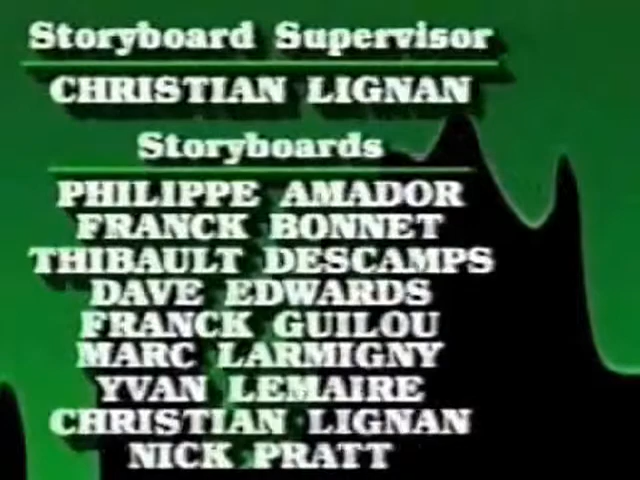 Storyboard Supervisor
CHRISTIAN LIGNAN
Storyboards
PHILIPPE AMADOR
FRANCK BONNET
THIBAULT DESCAMPS
DAVE EDWARDS
FRANCK GUILOU
MARC LARMIGNY
YVAN LEMAIRE
CHRISTIAN LIGNAN
NICK PRATT